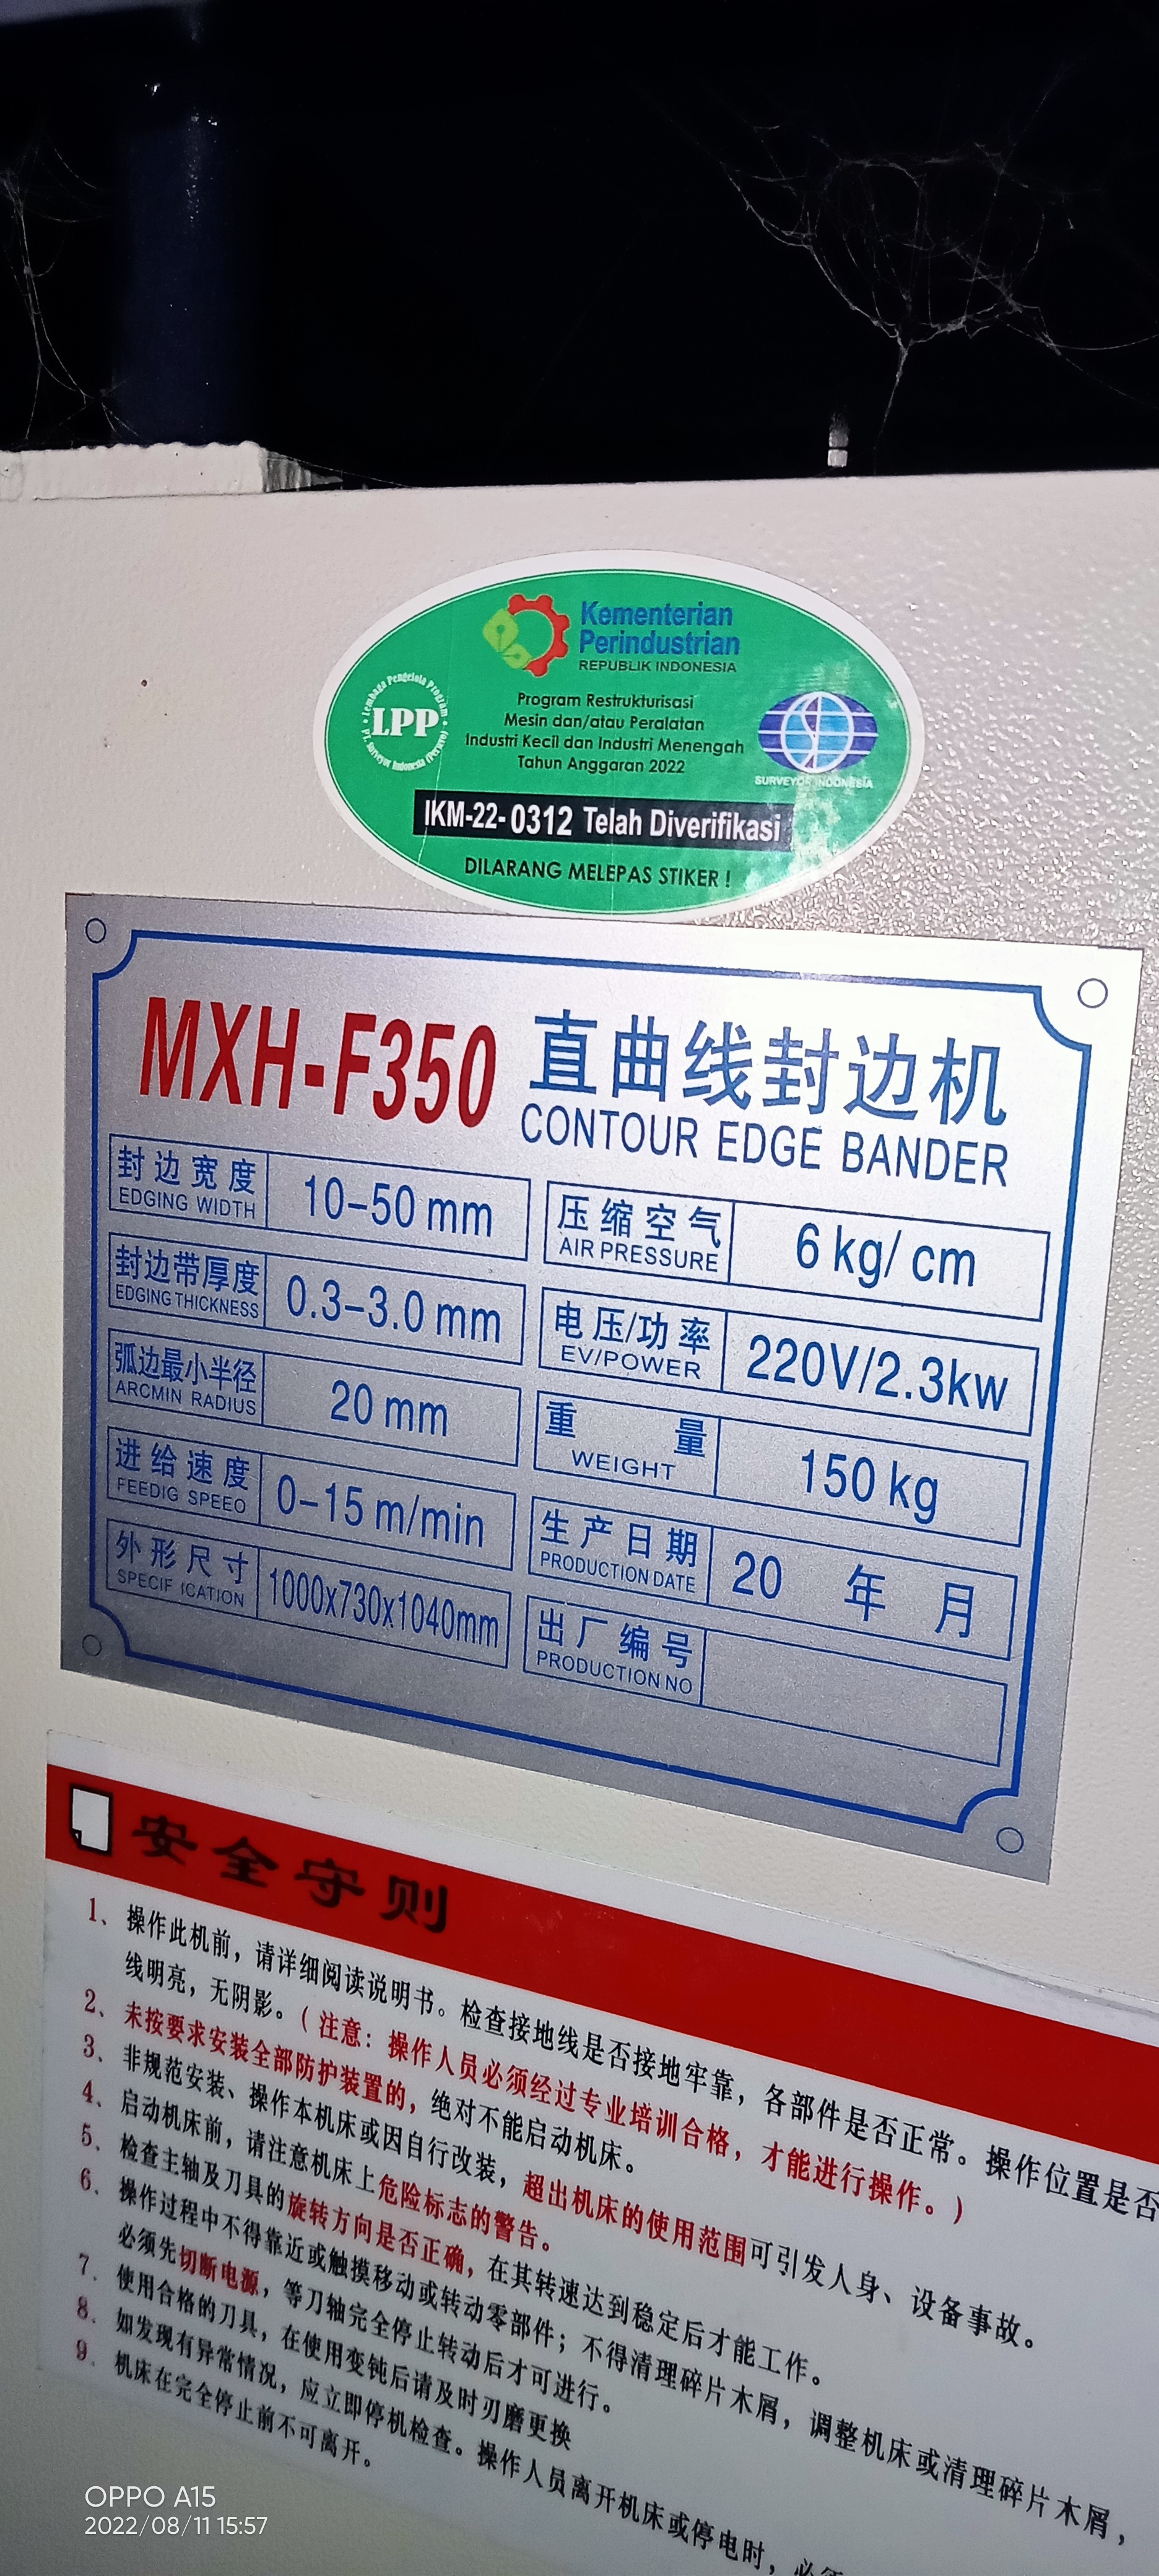 Kementerian
Perindustrian
REPUBLIK INDONESIA
Lembaga Pengelola Program
LPP
PT. Surveyor Indonesia (Persero)
Program Restrukturisasi
Mesin dan/atau Peralatan
Industri Kecil dan Industri Menengah
Tahun Anggaran 2022
SURVEYOR INDONESIA
IKM-22-0312 Telah Diverifikasi
DILARANG MELEPAS STIKER !
MXH-F350 直曲线封边机
CONTOUR EDGE BANDER
封边宽度
EDGING WIDTH
10-50 mm
压缩空气
AIR PRESSURE
6 kg/ cm
封边带厚度
EDGING THICKNESS
0.3-3.0 mm
电压/功率
EV/POWER
220V/2.3kw
弧边最小半径
ARCMIN RADIUS
20 mm
重量
WEIGHT
150 kg
进给速度
FEEDIG SPEEO
0-15 m/min
生产日期
PRODUCTION DATE
20 年 月
外形尺寸
SPECIF ICATION
1000x730x1040mm
出厂编号
PRODUCTION NO
安全守则
1、操作此机前，请详细阅读说明书。检查接地线是否接地牢靠，各部件是否正常。操作位置是否
线明亮，无阴影。（注意：操作人员必须经过专业培训合格，才能进行操作。）
2、未按要求安装全部防护装置的，绝对不能启动机床。
3、非规范安装、操作本机床或因自行改装，超出机床的使用范围可引发人身、设备事故。
4、启动机床前，请注意机床上危险标志的警告。
5、检查主轴及刀具的旋转方向是否正确，在其转速达到稳定后才能工作。
6、操作过程中不得靠近或触摸移动或转动零部件；不得清理碎片木屑，调整机床或清理碎片木屑，
必须先切断电源，等刀轴完全停止转动后才可进行。
7、使用合格的刀具，在使用变钝后请及时刃磨更换
8、如发现有异常情况，应立即停机检查。操作人员离开机床或停电时，必须
9、机床在完全停止前不可离开。
OPPO A15
2022/08/11 15:57